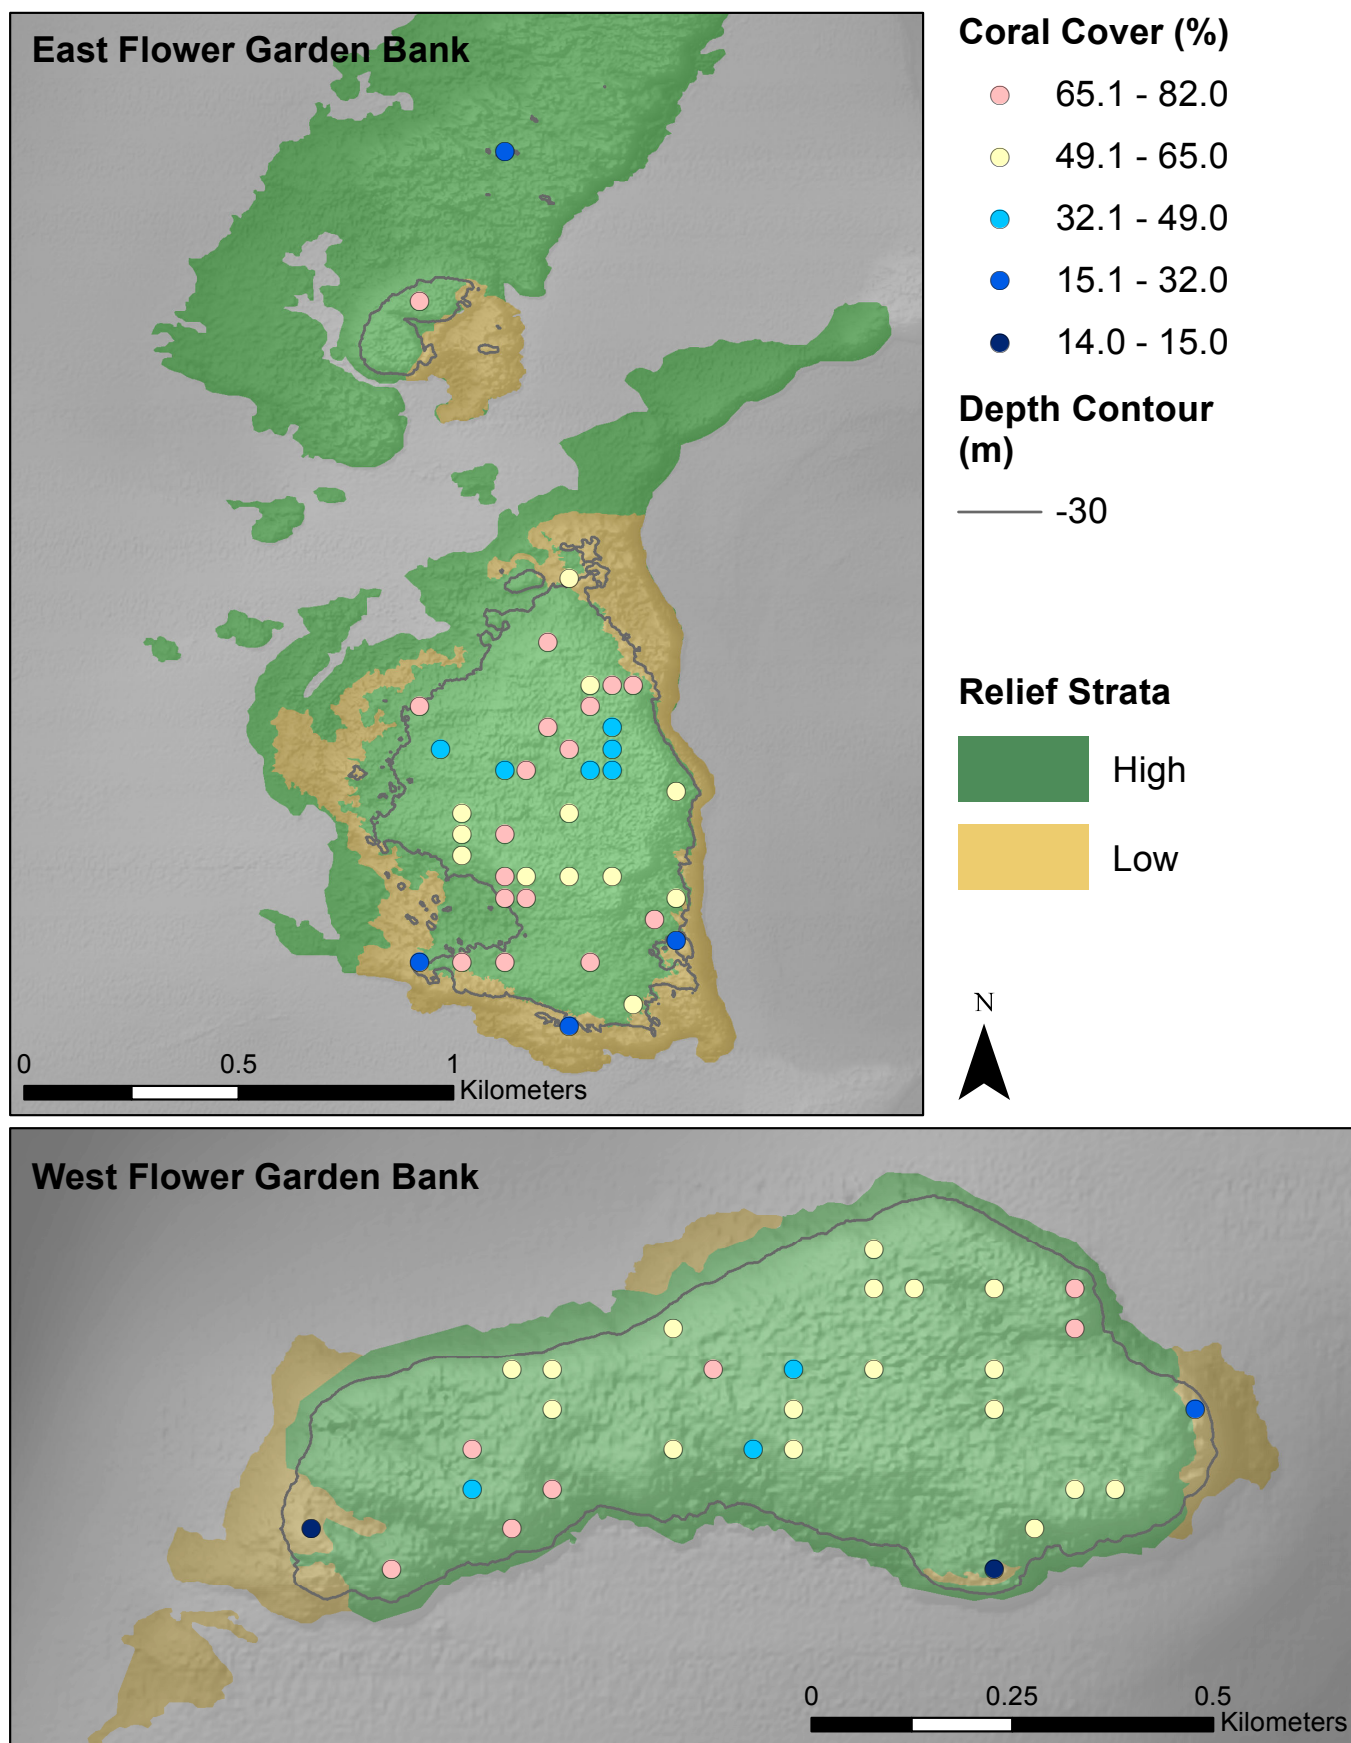 East Flower Garden Bank
Coral Cover (%)
65.1 - 82.0
49.1 - 65.0
32.1 - 49.0
15.1 - 32.0
14.0 - 15.0
Depth Contour
(m)
-30
Relief Strata
High
Low
N
0 0.5 1
Kilometers
West Flower Garden Bank
0 0.25 0.5
Kilometers